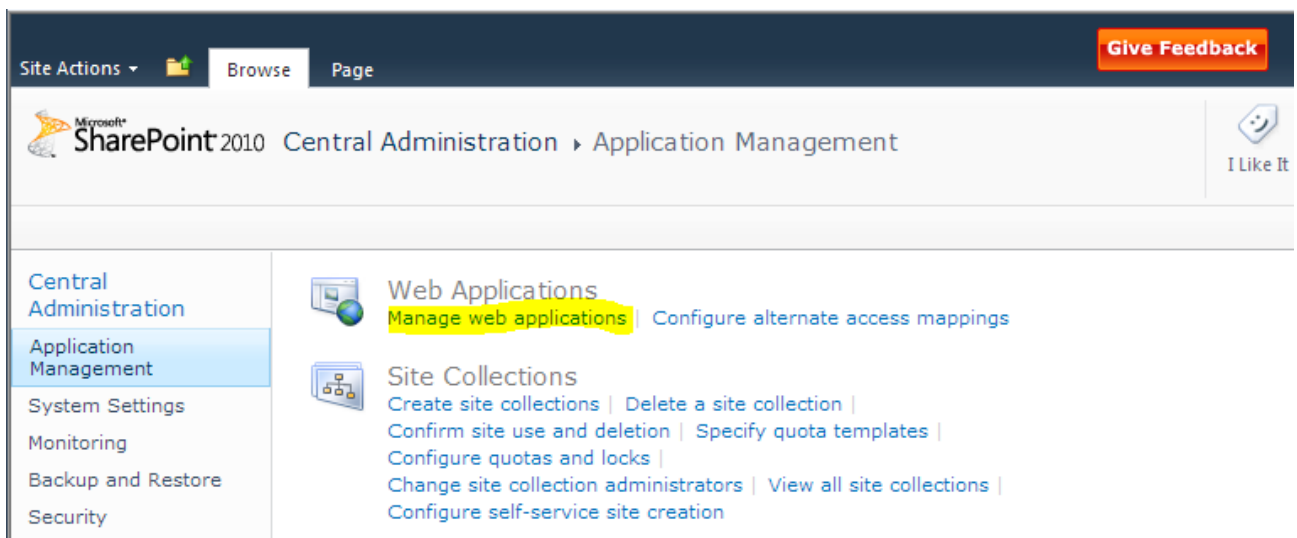 Give Feedback
Site Actions Browse Page
Microsoft®
SharePoint 2010 Central Administration Application Management
I Like It
Central
Administration
Web Applications
Manage web applications | Configure alternate access mappings
Application
Management
Site Collections
Create site collections | Delete a site collection |
Confirm site use and deletion | Specify quota templates |
Configure quotas and locks |
Change site collection administrators | View all site collections |
Configure self-service site creation
System Settings
Monitoring
Backup and Restore
Security